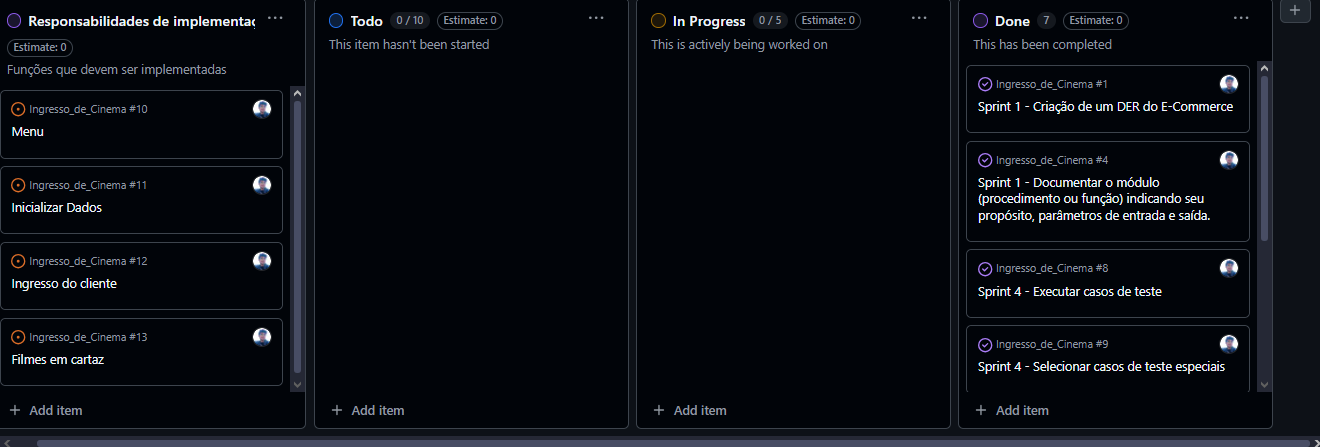 Responsabilidades de implementaç
Estimate: 0
Funções que devem ser implementadas
Ingresso_de_Cinema #10
Menu
Ingresso_de_Cinema #11
Inicializar Dados
Ingresso_de_Cinema #12
Ingresso do cliente
Ingresso_de_Cinema #13
Filmes em cartaz
+ Add item
Todo 0 / 10 Estimate: 0
This item hasn't been started
+ Add item
In Progress 0 / 5 Estimate: 0
This is actively being worked on
+ Add item
Done 7 Estimate: 0
This has been completed
Ingresso_de_Cinema #1
Sprint 1 - Criação de um DER do E-Commerce
Ingresso_de_Cinema #4
Sprint 1 - Documentar o módulo
(procedimento ou função) indicando seu
propósito, parâmetros de entrada e saída.
Ingresso_de_Cinema #8
Sprint 4 - Executar casos de teste
Ingresso_de_Cinema #9
Sprint 4 - Selecionar casos de teste especiais
+ Add item